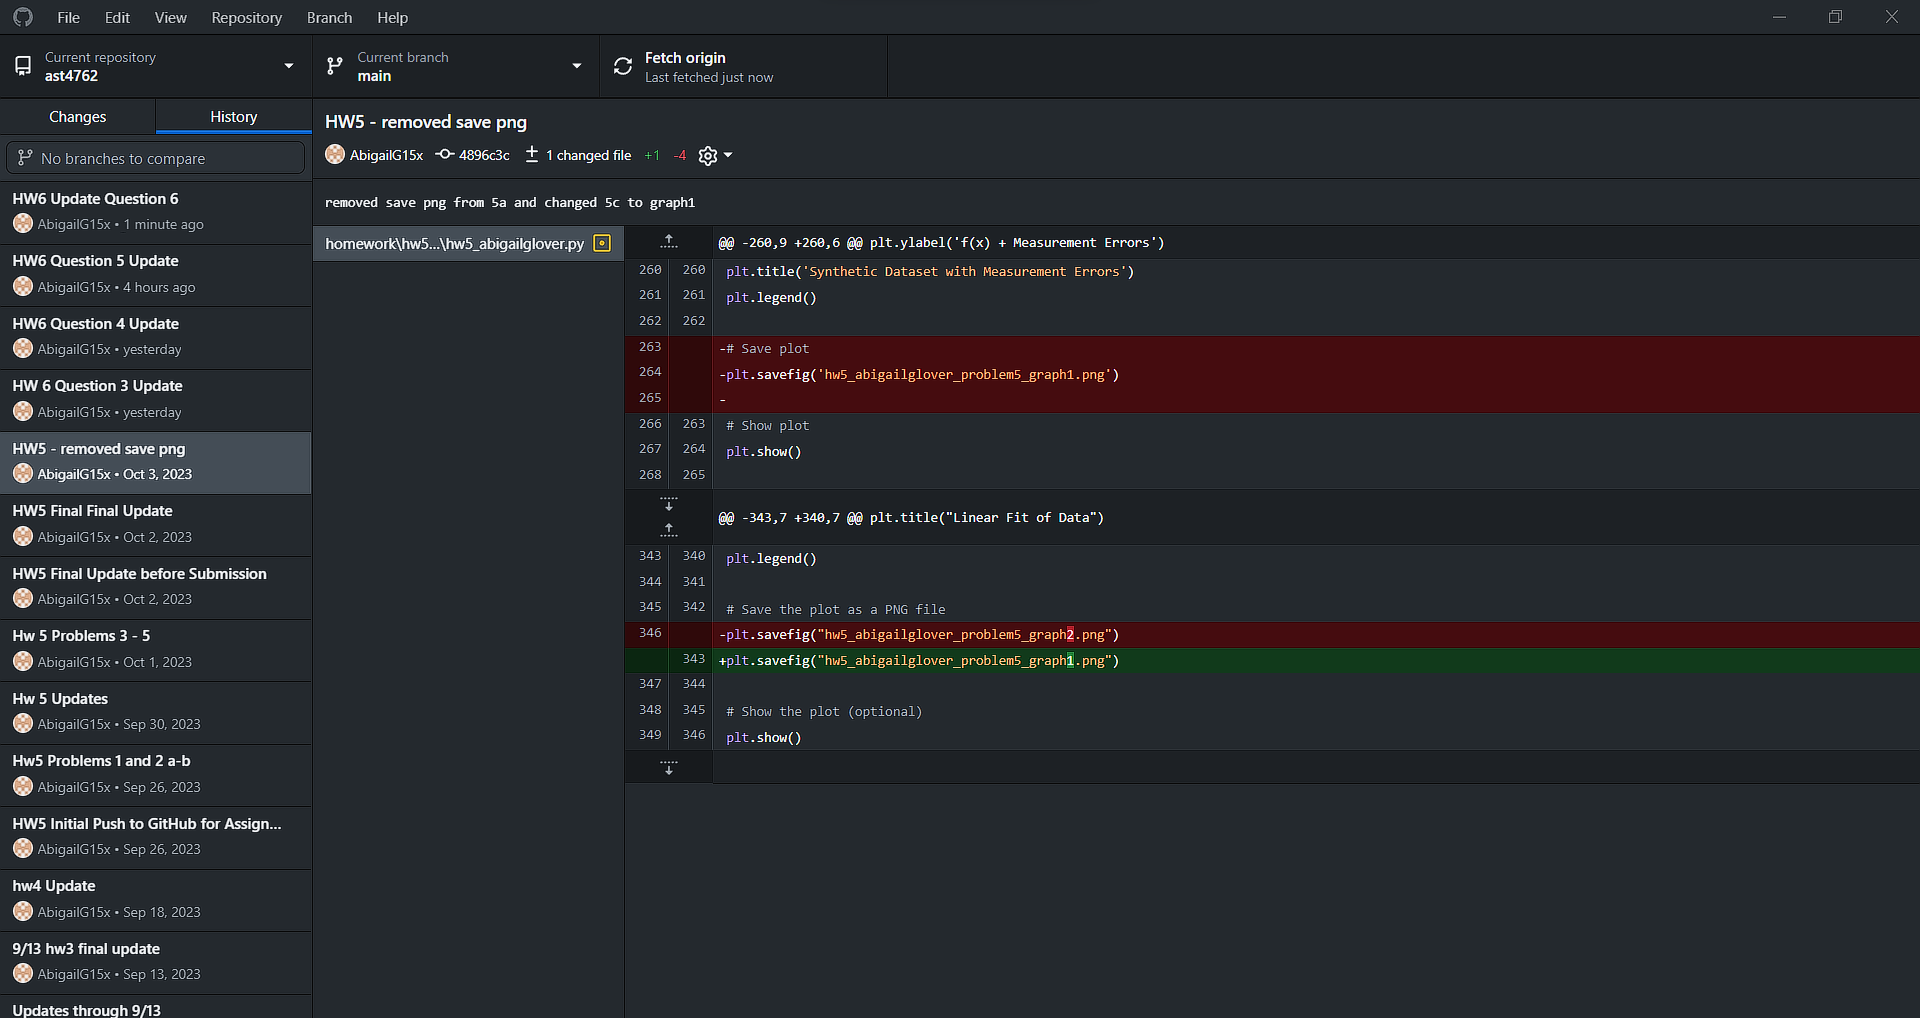 File Edit View Repository Branch Help
Current repository
ast4762
Current branch
main
Fetch origin
Last fetched just now
Changes History
No branches to compare
HW6 Update Question 6
AbigailG15x • 1 minute ago
HW6 Question 5 Update
AbigailG15x • 4 hours ago
HW6 Question 4 Update
AbigailG15x • yesterday
HW 6 Question 3 Update
AbigailG15x • yesterday
HW5 - removed save png
AbigailG15x • Oct 3, 2023
HW5 Final Final Update
AbigailG15x • Oct 2, 2023
HW5 Final Update before Submission
AbigailG15x • Oct 2, 2023
Hw 5 Problems 3 - 5
AbigailG15x • Oct 1, 2023
Hw 5 Updates
AbigailG15x • Sep 30, 2023
Hw5 Problems 1 and 2 a-b
AbigailG15x • Sep 26, 2023
HW5 Initial Push to GitHub for Assign...
AbigailG15x • Sep 26, 2023
hw4 Update
AbigailG15x • Sep 18, 2023
9/13 hw3 final update
AbigailG15x • Sep 13, 2023
Updates through 9/13
HW5 - removed save png
AbigailG15x 4896c3c 1 changed file +1 -4
removed save png from 5a and changed 5c to graph1
homework\hw5...\hw5_abigailglover.py
@@ -260,9 +260,6 @@ plt.ylabel('f(x) + Measurement Errors')
260 260 plt.title('Synthetic Dataset with Measurement Errors')
261 261 plt.legend()
262 262
263 -# Save plot
264 -plt.savefig('hw5_abigailglover_problem5_graph1.png')
265 -
266 263 # Show plot
267 264 plt.show()
268 265
@@ -343,7 +340,7 @@ plt.title("Linear Fit of Data")
343 340 plt.legend()
344 341
345 342 # Save the plot as a PNG file
346 -plt.savefig("hw5_abigailglover_problem5_graph2.png")
343 +plt.savefig("hw5_abigailglover_problem5_graph1.png")
347 344
348 345 # Show the plot (optional)
349 346 plt.show()